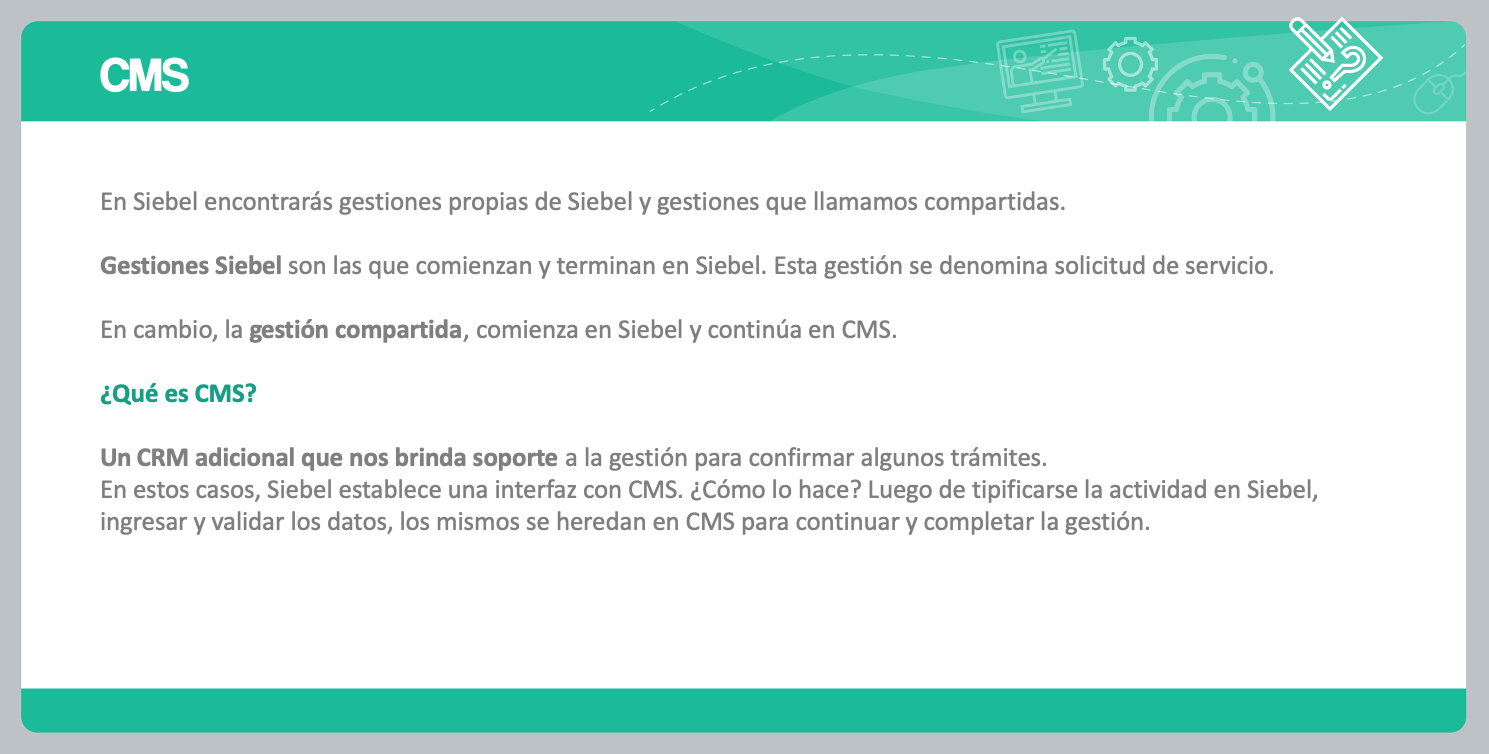 CMS
En Siebel encontrarás gestiones propias de Siebel y gestiones que llamamos compartidas.
Gestiones Siebel son las que comienzan y terminan en Siebel. Esta gestión se denomina solicitud de servicio.
En cambio, la gestión compartida, comienza en Siebel y continúa en CMS.
¿Qué es CMS?
Un CRM adicional que nos brinda soporte a la gestión para confirmar algunos trámites.
En estos casos, Siebel establece una interfaz con CMS. ¿Cómo lo hace? Luego de tipificarse la actividad en Siebel,
ingresar y validar los datos, los mismos se heredan en CMS para continuar y completar la gestión.